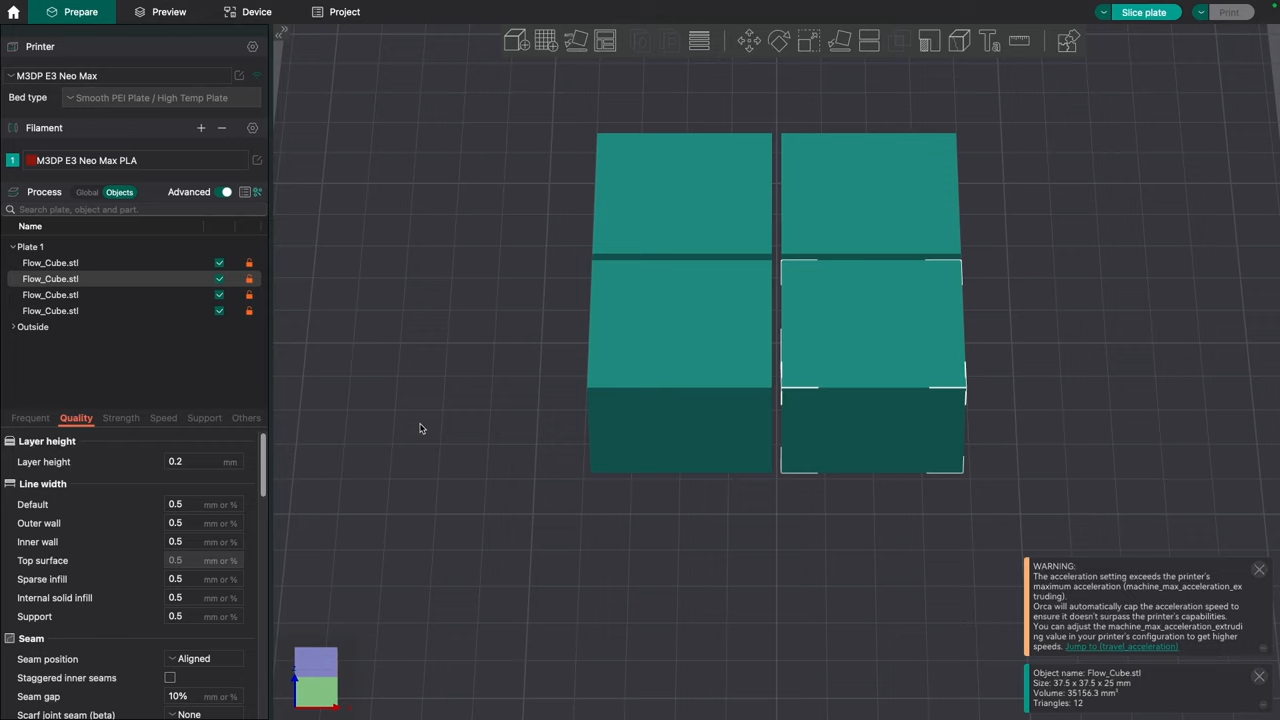 Prepare
Preview
Device
Project
Slice plate
Print
Printer
M3DP E3 Neo Max
Bed type
Smooth PEI Plate / High Temp Plate
Filament
+
−
1
M3DP E3 Neo Max PLA
Process
Global
Objects
Advanced
Search plate, object and part.
Name
Plate 1
Flow_Cube.stl
Flow_Cube.stl
Flow_Cube.stl
Flow_Cube.stl
Outside
Frequent
Quality
Strength
Speed
Support
Others
Layer height
Layer height 0.2 mm
Line width
Default 0.5 mm or %
Outer wall 0.5 mm or %
Inner wall 0.5 mm or %
Top surface 0.5 mm or %
Sparse infill 0.5 mm or %
Internal solid infill 0.5 mm or %
Support 0.5 mm or %
Seam
Seam position Aligned
Staggered inner seams
Seam gap 10% mm or %
Scarf joint seam (beta) None
WARNING:
The acceleration setting exceeds the printer's
maximum acceleration (machine_max_acceleration_ex
truding).
Orca will automatically cap the acceleration speed to
ensure it doesn't surpass the printer's capabilities.
You can adjust the machine_max_acceleration_extrudi
ng value in your printer's configuration to get higher
speeds. Jump to [travel_acceleration]
Object name: Flow_Cube.stl
Size: 37.5 x 37.5 x 25 mm
Volume: 35156.3 mm³
Triangles: 12